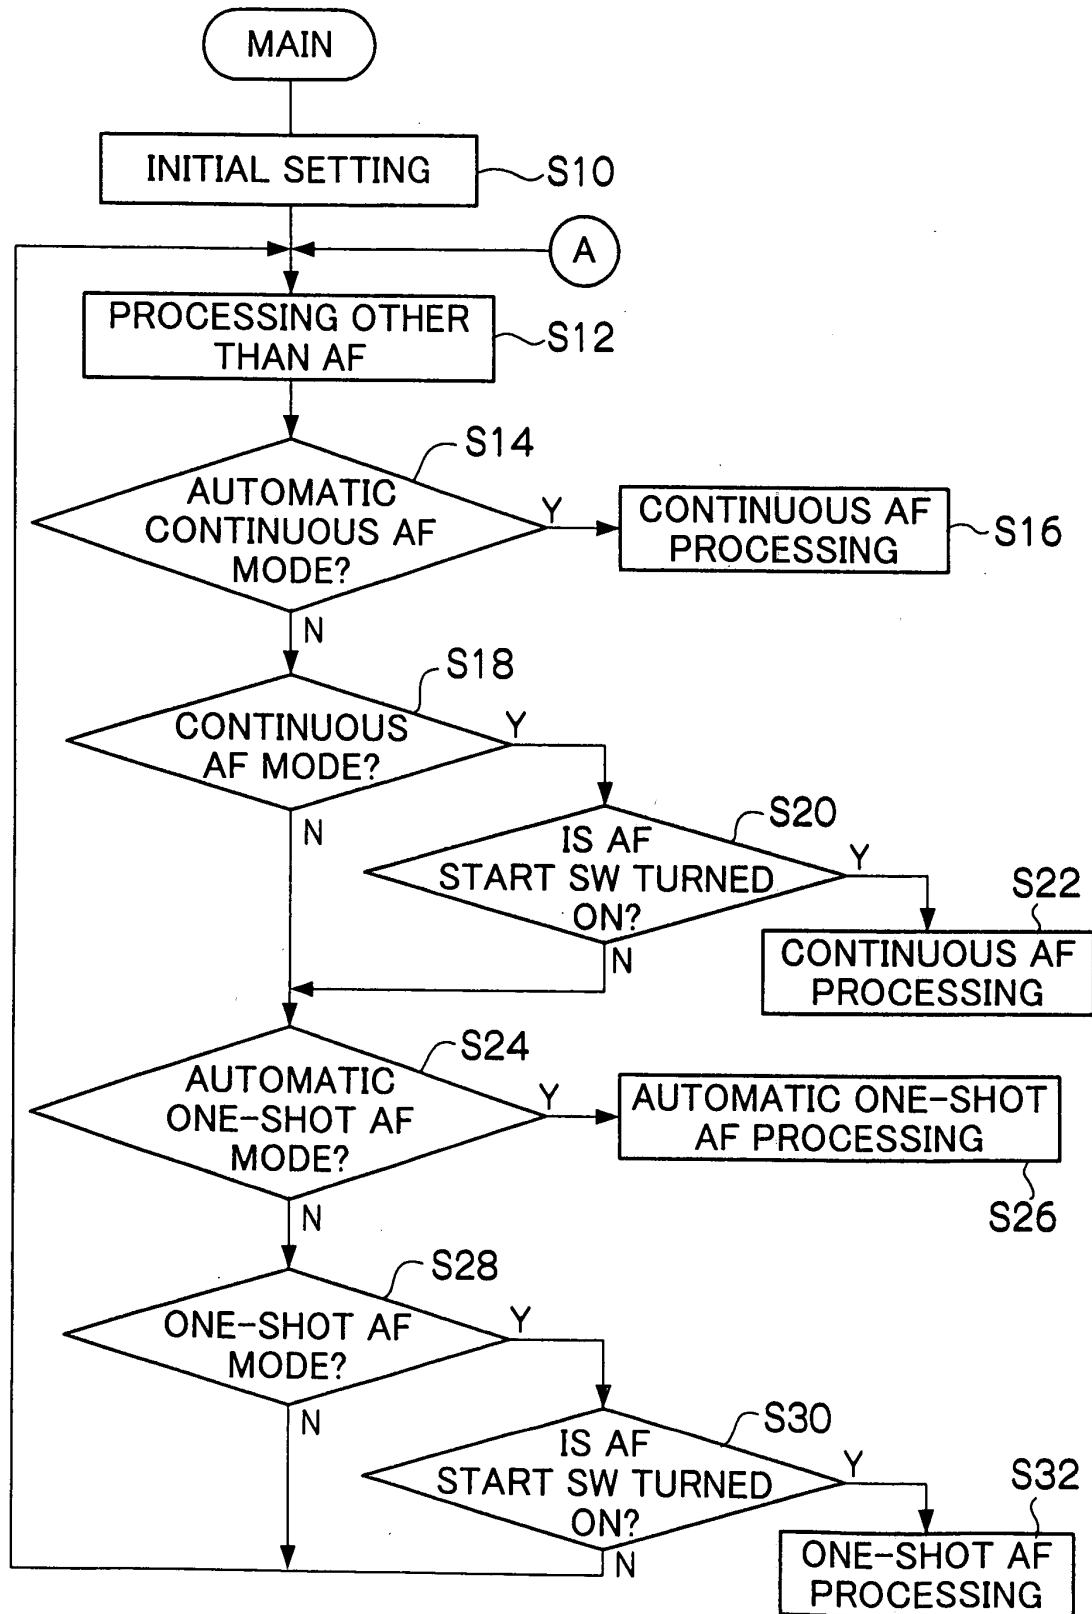 MAIN
INITIAL SETTING
S10
A
PROCESSING OTHER
THAN AF
S12
S14
AUTOMATIC
CONTINUOUS AF
MODE?
Y
CONTINUOUS AF
PROCESSING
S16
N
S18
CONTINUOUS
AF MODE?
Y
N
S20
IS AF
START SW TURNED
ON?
Y
S22
CONTINUOUS AF
PROCESSING
N
S24
AUTOMATIC
ONE-SHOT AF
MODE?
Y
AUTOMATIC ONE-SHOT
AF PROCESSING
S26
N
S28
ONE-SHOT AF
MODE?
Y
N
S30
IS AF
START SW TURNED
ON?
Y
S32
ONE-SHOT AF
PROCESSING
N